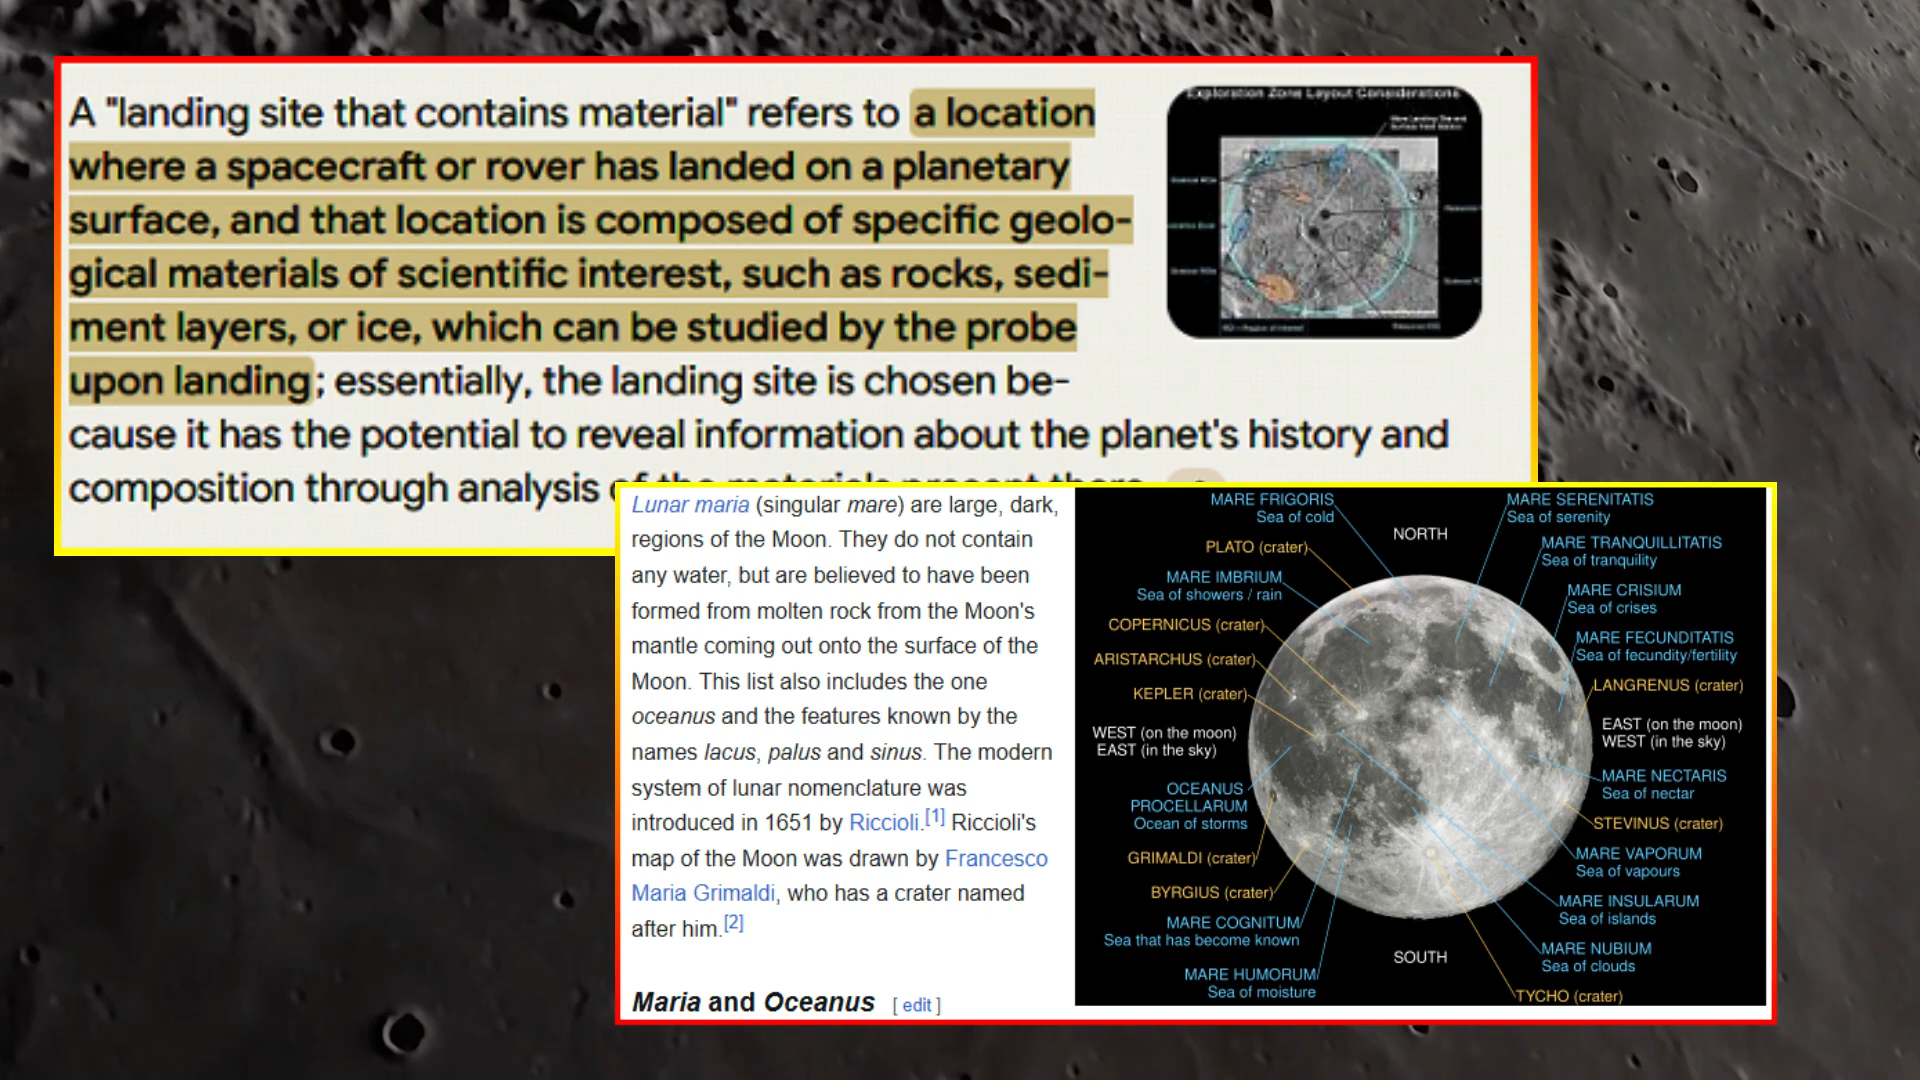 A "landing site that contains material" refers to a location
where a spacecraft or rover has landed on a planetary
surface, and that location is composed of specific geolo-
gical materials of scientific interest, such as rocks, sedi-
ment layers, or ice, which can be studied by the probe
upon landing; essentially, the landing site is chosen be-
cause it has the potential to reveal information about the planet's history and
composition through analysis of the materials present there.
Exploration Zone Layout Considerations
Lunar maria (singular mare) are large, dark,
regions of the Moon. They do not contain
any water, but are believed to have been
formed from molten rock from the Moon's
mantle coming out onto the surface of the
Moon. This list also includes the one
oceanus and the features known by the
names lacus, palus and sinus. The modern
system of lunar nomenclature was
introduced in 1651 by Riccioli.[1] Riccioli's
map of the Moon was drawn by Francesco
Maria Grimaldi, who has a crater named
after him.[2]
Maria and Oceanus [ edit ]
MARE FRIGORIS
Sea of cold
PLATO (crater)
MARE IMBRIUM
Sea of showers / rain
COPERNICUS (crater)
ARISTARCHUS (crater)
KEPLER (crater)
WEST (on the moon)
EAST (in the sky)
OCEANUS
PROCELLARUM
Ocean of storms
GRIMALDI (crater)
BYRGIUS (crater)
MARE COGNITUM
Sea that has become known
MARE HUMORUM
Sea of moisture
NORTH
SOUTH
MARE SERENITATIS
Sea of serenity
MARE TRANQUILLITATIS
Sea of tranquility
MARE CRISIUM
Sea of crises
MARE FECUNDITATIS
Sea of fecundity/fertility
LANGRENUS (crater)
EAST (on the moon)
WEST (in the sky)
MARE NECTARIS
Sea of nectar
STEVINUS (crater)
MARE VAPORUM
Sea of vapours
MARE INSULARUM
Sea of islands
MARE NUBIUM
Sea of clouds
TYCHO (crater)